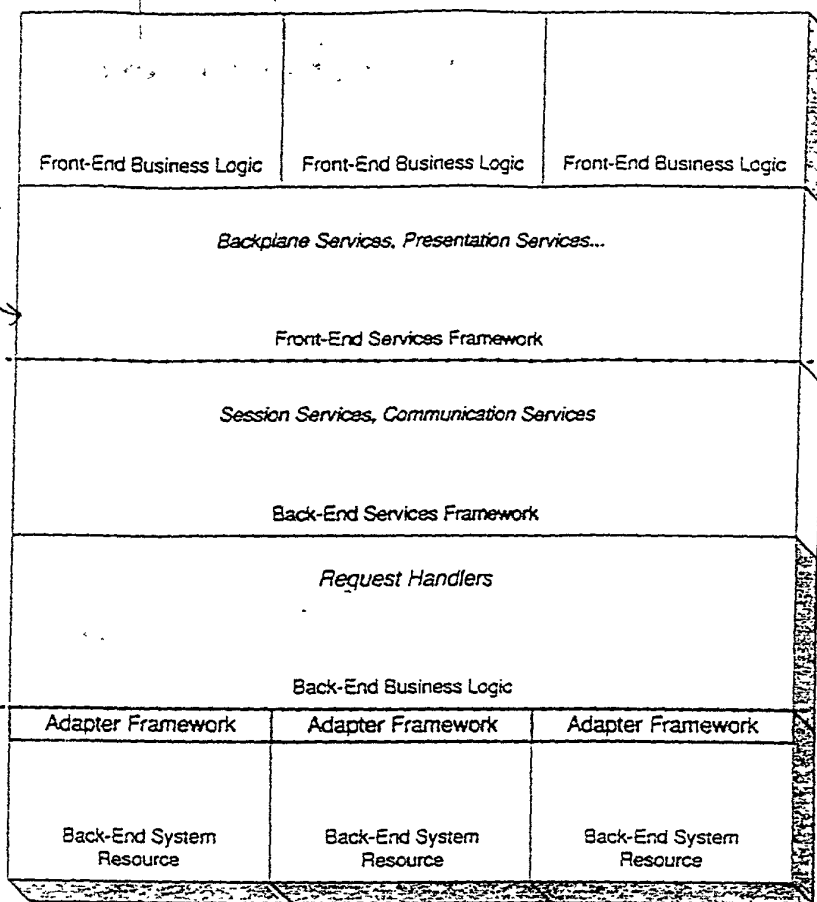 Front-End Business Logic Front-End Business Logic Front-End Business Logic
Backplane Services, Presentation Services...
Front-End Services Framework
Session Services, Communication Services
Back-End Services Framework
Request Handlers
Back-End Business Logic
Adapter Framework Adapter Framework Adapter Framework
Back-End System Back-End System Back-End System
Resource Resource Resource